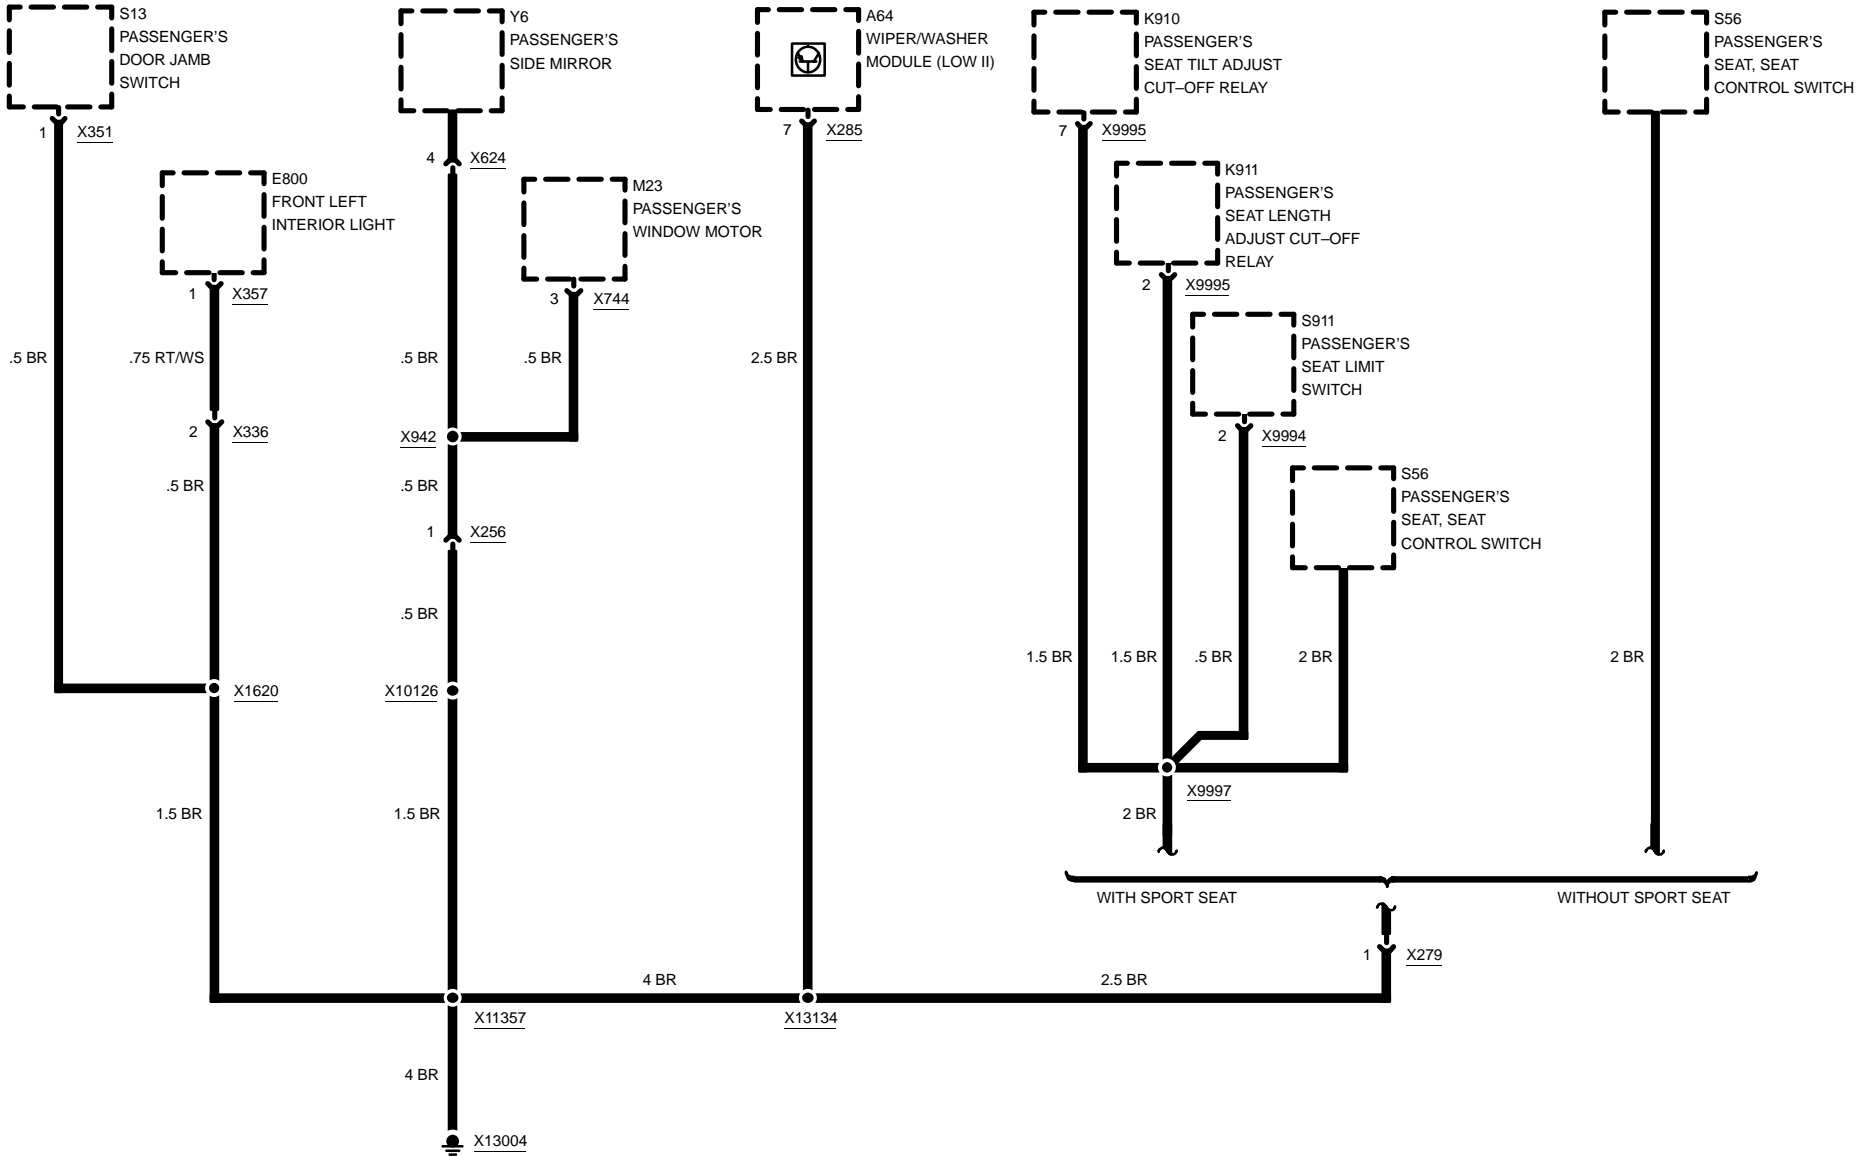 S13
PASSENGER'S
DOOR JAMB
SWITCH
Y6
PASSENGER'S
SIDE MIRROR
A64
WIPER/WASHER
MODULE (LOW II)
K910
PASSENGER'S
SEAT TILT ADJUST
CUT–OFF RELAY
S56
PASSENGER'S
SEAT, SEAT
CONTROL SWITCH
1 X351
4 X624
7 X285
7 X9995
E800
FRONT LEFT
INTERIOR LIGHT
M23
PASSENGER'S
WINDOW MOTOR
K911
PASSENGER'S
SEAT LENGTH
ADJUST CUT–OFF
RELAY
1 X357
3 X744
2 X9995
S911
PASSENGER'S
SEAT LIMIT
SWITCH
.5 BR
.75 RT/WS
.5 BR
.5 BR
2.5 BR
2 X336
X942
2 X9994
S56
PASSENGER'S
SEAT, SEAT
CONTROL SWITCH
.5 BR
.5 BR
1 X256
.5 BR
1.5 BR
1.5 BR
.5 BR
2 BR
2 BR
X1620
X10126
X9997
1.5 BR
1.5 BR
2 BR
WITH SPORT SEAT
WITHOUT SPORT SEAT
1 X279
4 BR
2.5 BR
X11357
X13134
4 BR
X13004